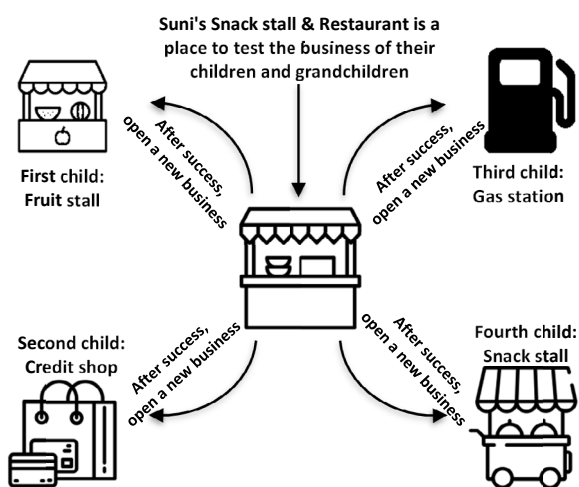 Suni's Snack stall & Restaurant is a
place to test the business of their
children and grandchildren
First child:
Fruit stall
After success,
open a new business
After success,
open a new business
Third child:
Gas station
Second child:
Credit shop
After success,
open a new business
After success,
open a new business
Fourth child:
Snack stall